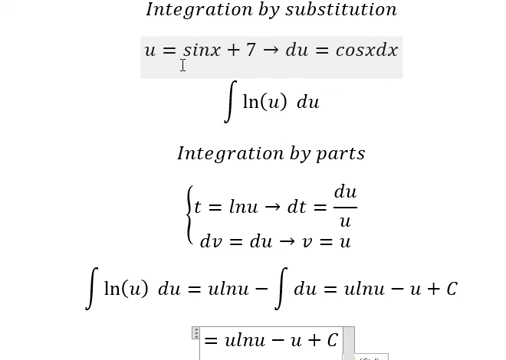 Integration by substitution
u = sinx + 7 → du = cosxdx
∫ ln(u) du
Integration by parts
{t = lnu → dt = du/u
dv = du → v = u
∫ ln(u) du = ulnu − ∫ du = ulnu − u + C
= ulnu − u + C